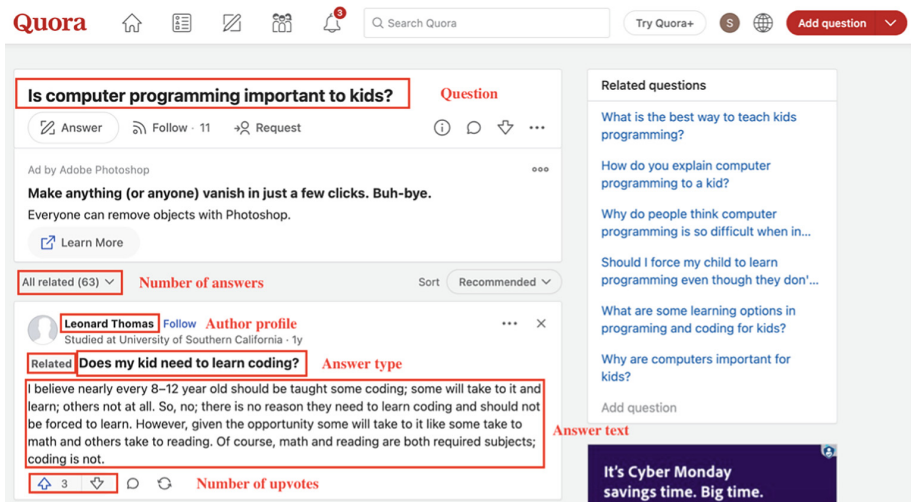 Quora
3
Search Quora
Try Quora+
S
Add question
Is computer programming important to kids?
Question
Answer
Follow · 11
Request
Ad by Adobe Photoshop
Make anything (or anyone) vanish in just a few clicks. Buh-bye.
Everyone can remove objects with Photoshop.
Learn More
All related (63)
Number of answers
Sort
Recommended
Leonard Thomas
Follow
Author profile
Studied at University of Southern California · 1y
Related
Does my kid need to learn coding?
Answer type
I believe nearly every 8–12 year old should be taught some coding; some will take to it and
learn; others not at all. So, no; there is no reason they need to learn coding and should not
be forced to learn. However, given the opportunity some will take to it like some take to
math and others take to reading. Of course, math and reading are both required subjects;
coding is not.
Answer text
3
Number of upvotes
Related questions
What is the best way to teach kids
programming?
How do you explain computer
programming to a kid?
Why do people think computer
programming is so difficult when in...
Should I force my child to learn
programming even though they don'...
What are some learning options in
programing and coding for kids?
Why are computers important for
kids?
Add question
It's Cyber Monday
savings time. Big time.